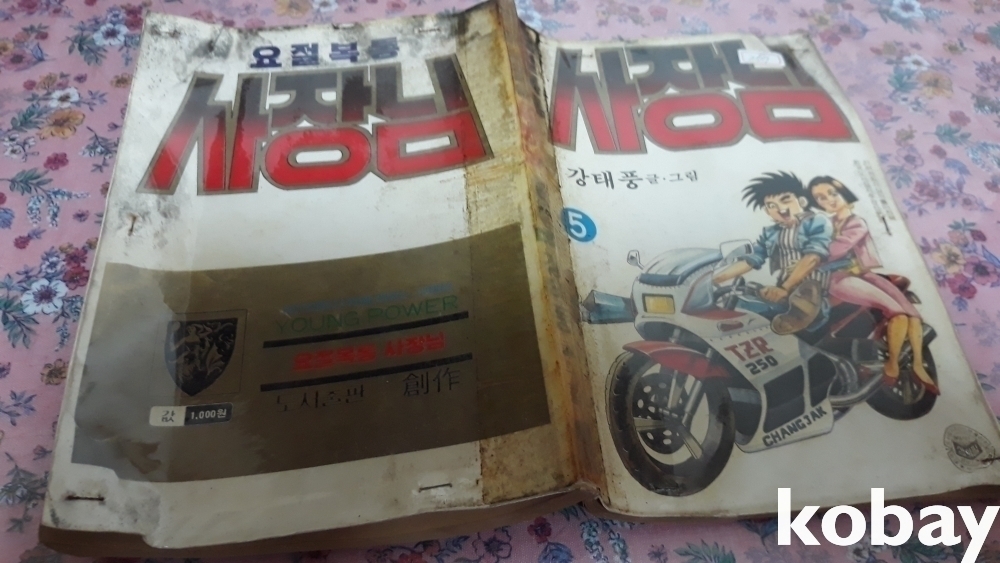 요절복통
사장님
YOUNG POWER
요절복통 사장님
創作
값 1,000원
사장님
강태풍 글·그림
5
TZR
250
CHANGJAK
kobay